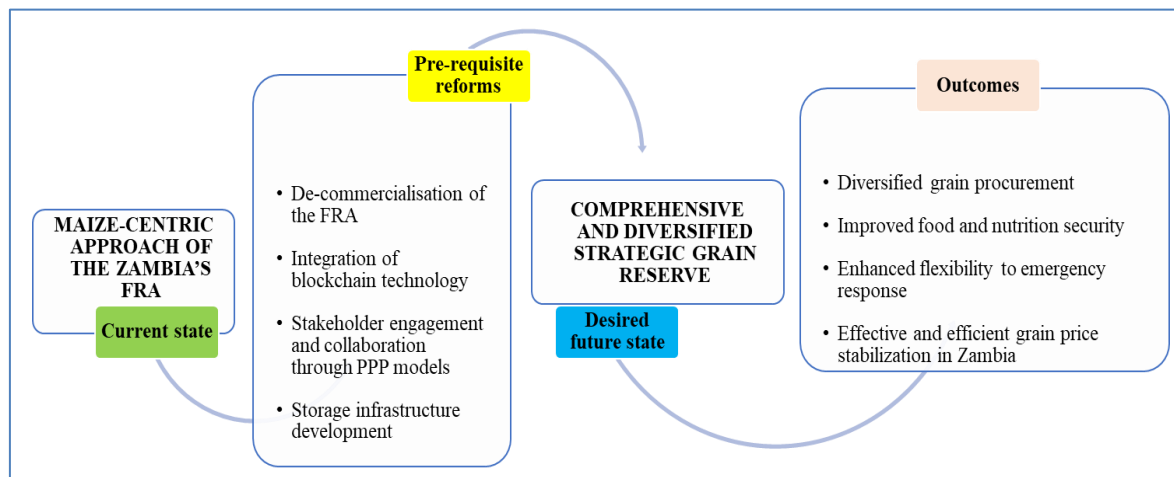 MAIZE-CENTRIC
APPROACH OF
THE ZAMBIA'S
FRA
Current state
Pre-requisite
reforms
• De-commercialisation of
the FRA
• Integration of
blockchain technology
• Stakeholder engagement
and collaboration
through PPP models
• Storage infrastructure
development
COMPREHENSIVE
AND DIVERSIFIED
STRATEGIC GRAIN
RESERVE
Desired
future state
Outcomes
• Diversified grain procurement
• Improved food and nutrition security
• Enhanced flexibility to emergency
response
• Effective and efficient grain price
stabilization in Zambia